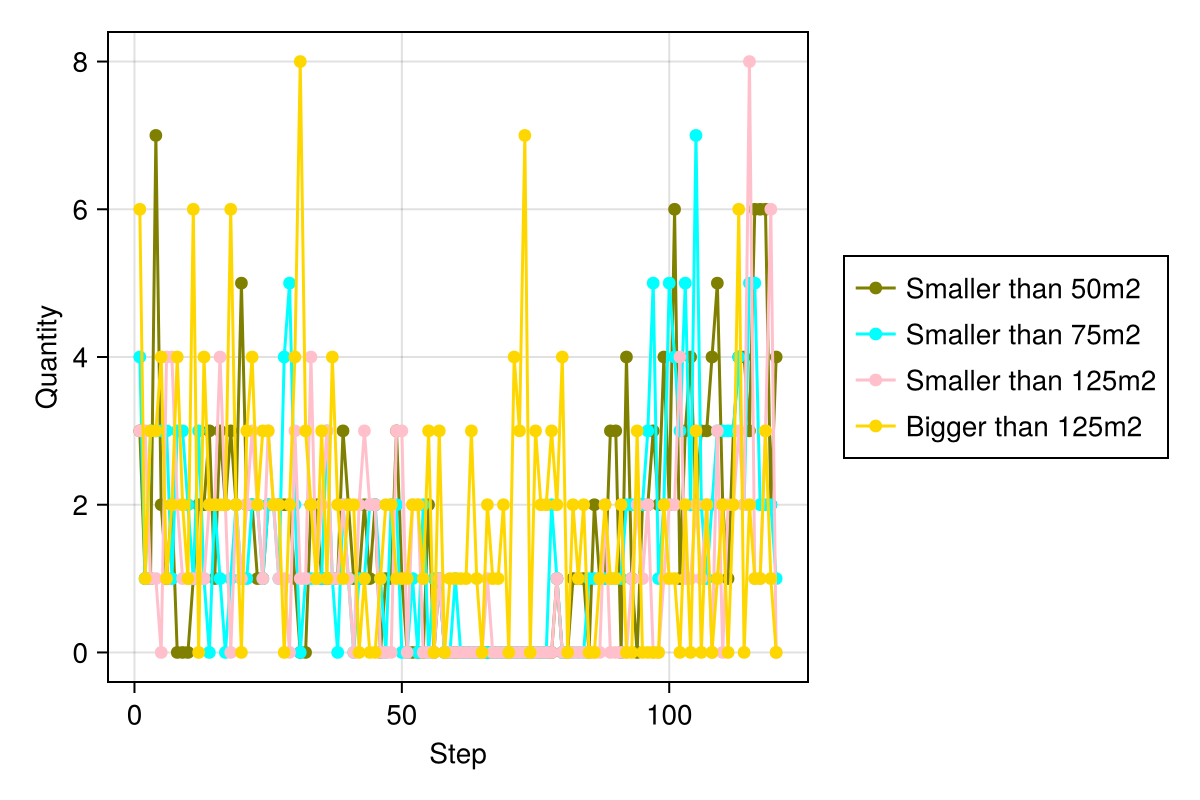 8
6
4
2
0
Quantity
0 50 100
Step
Smaller than 50m2
Smaller than 75m2
Smaller than 125m2
Bigger than 125m2